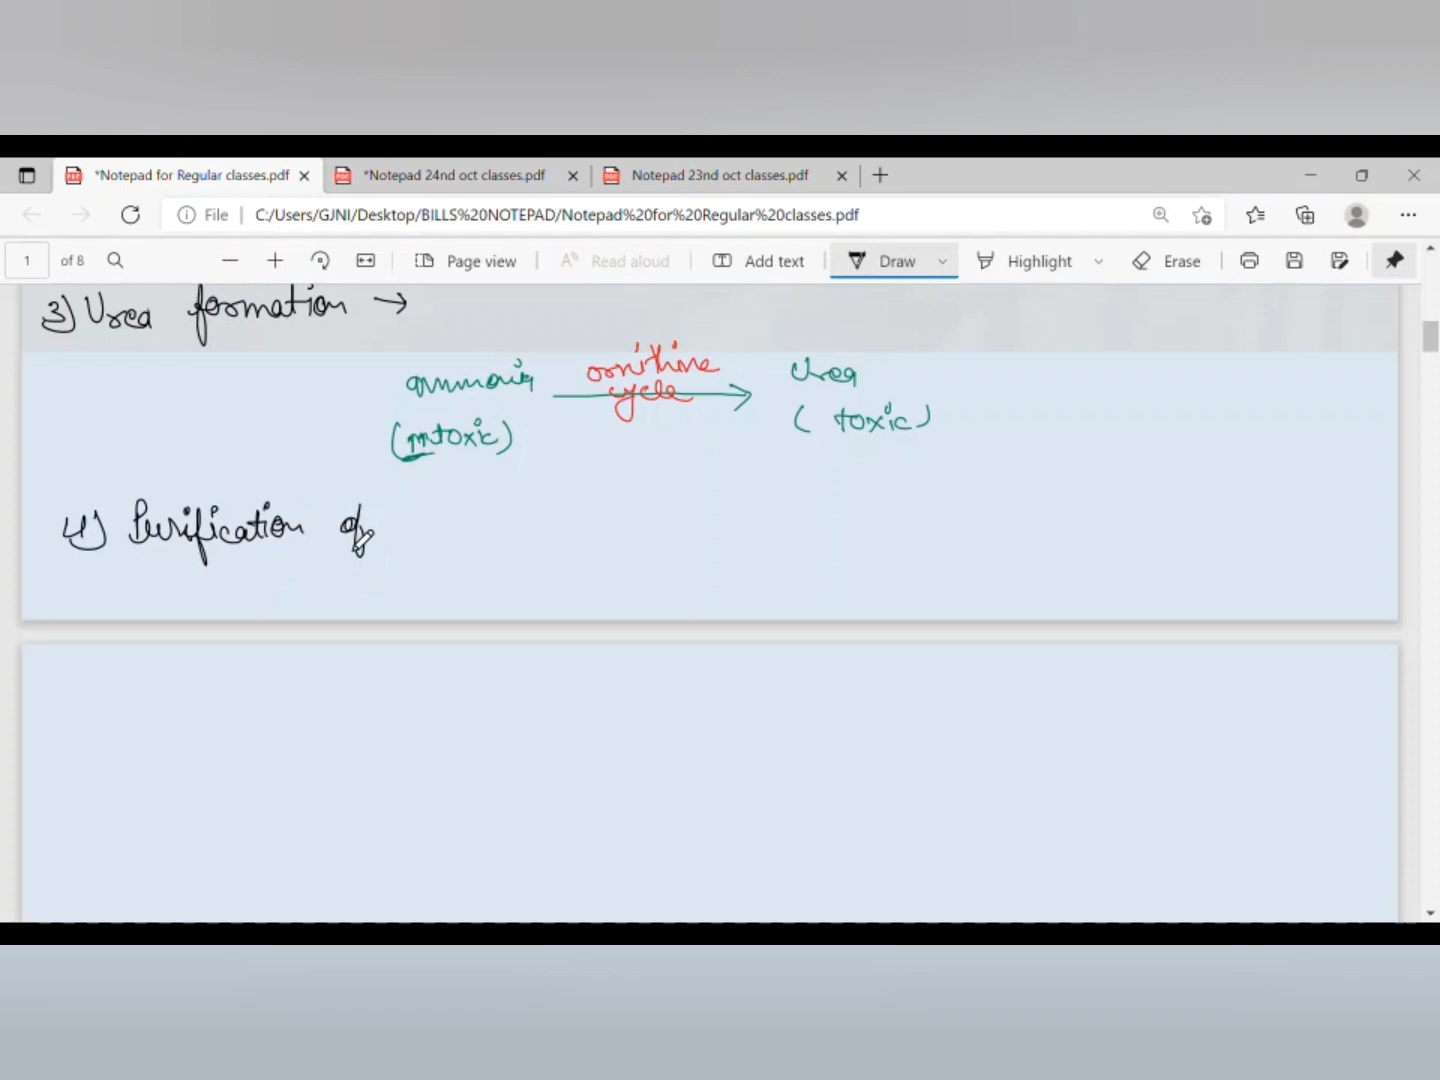 *Notepad for Regular classes.pdf
*Notepad 24nd oct classes.pdf
Notepad 23nd oct classes.pdf
File
C:/Users/GJNI/Desktop/BILLS%20NOTEPAD/Notepad%20for%20Regular%20classes.pdf
1 of 8
Page view
Read aloud
Add text
Draw
Highlight
Erase
3) Urea formation →
ammonia ornithine cycle Urea
(mtoxic) (toxic)
4) Purification of